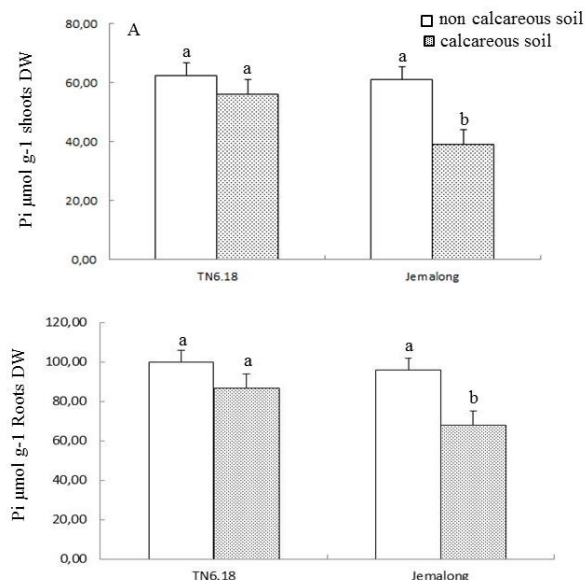 A
non calcareous soil
calcareous soil
Pi µmol g-1 shoots DW
80,00
60,00
40,00
20,00
0,00
a
a
a
b
TN6.18
Jemalong
Pi µmol g-1 Roots DW
120,00
100,00
80,00
60,00
40,00
20,00
0,00
a
a
a
b
TN6.18
Jemalong